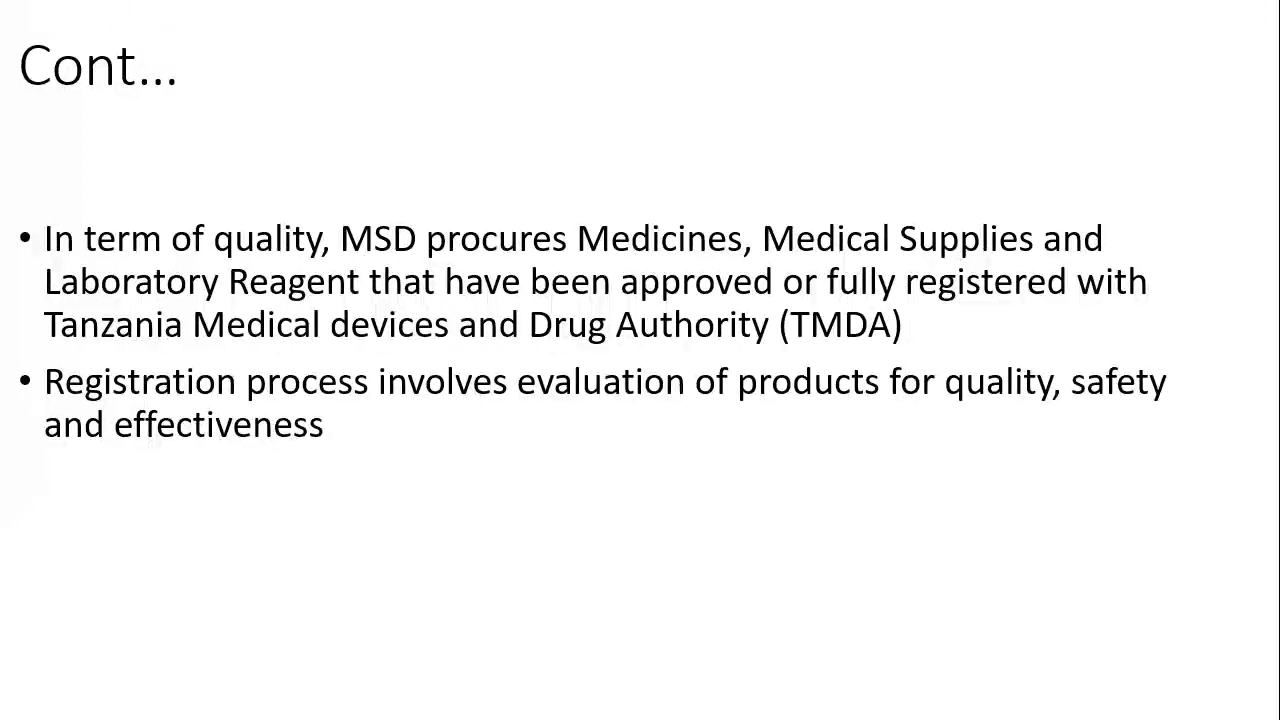 Cont...
• In term of quality, MSD procures Medicines, Medical Supplies and
Laboratory Reagent that have been approved or fully registered with
Tanzania Medical devices and Drug Authority (TMDA)
• Registration process involves evaluation of products for quality, safety
and effectiveness